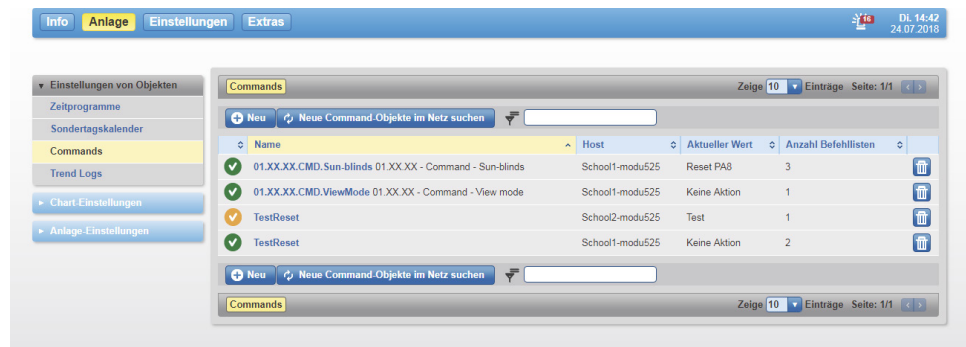 Info Anlage Einstellungen Extras 16 Di. 14:42
24.07.2018
Einstellungen von Objekten
Zeitprogramme
Sondertagskalender
Commands
Trend Logs
Chart-Einstellungen
Anlage-Einstellungen
Commands Zeige 10 Einträge Seite: 1/1
Neu Neue Command-Objekte im Netz suchen
Name Host Aktueller Wert Anzahl Befehllisten
01.XX.XX.CMD.Sun-blinds 01.XX.XX - Command - Sun-blinds School1-modu525 Reset PA8 3
01.XX.XX.CMD.ViewMode 01.XX.XX - Command - View mode School1-modu525 Keine Aktion 1
TestReset School2-modu525 Test 1
TestReset School1-modu525 Keine Aktion 2
Neu Neue Command-Objekte im Netz suchen
Commands Zeige 10 Einträge Seite: 1/1